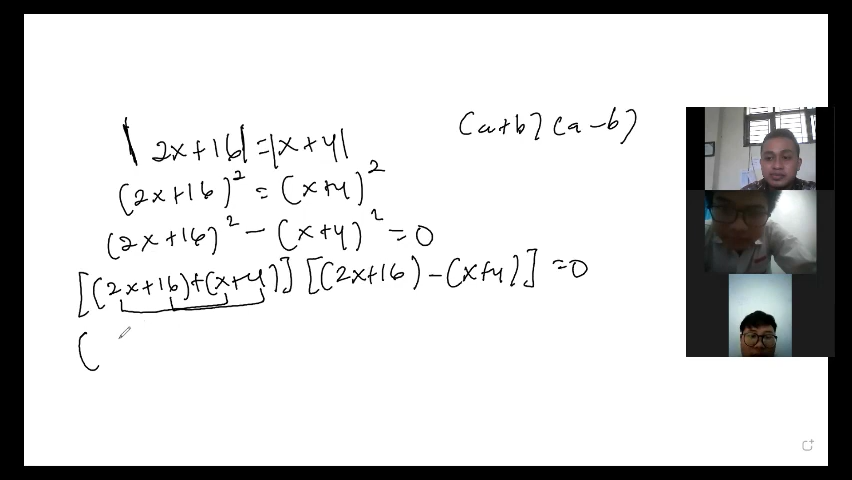 |2x+16|=|x+4|
(a+b)(a-b)
(2x+16)²=(x+4)²
(2x+16)²-(x+4)²=0
[(2x+16)+(x+4)][(2x+16)-(x+4)]=0
(